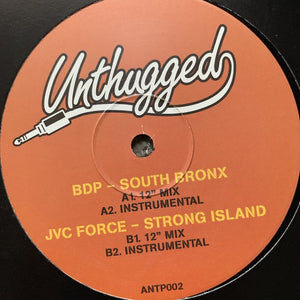 Unthugged
BDP - SOUTH BRONX
A1. 12" MIX
A2. INSTRUMENTAL
JVC FORCE - STRONG ISLAND
B1. 12" MIX
B2. INSTRUMENTAL
ANTP002